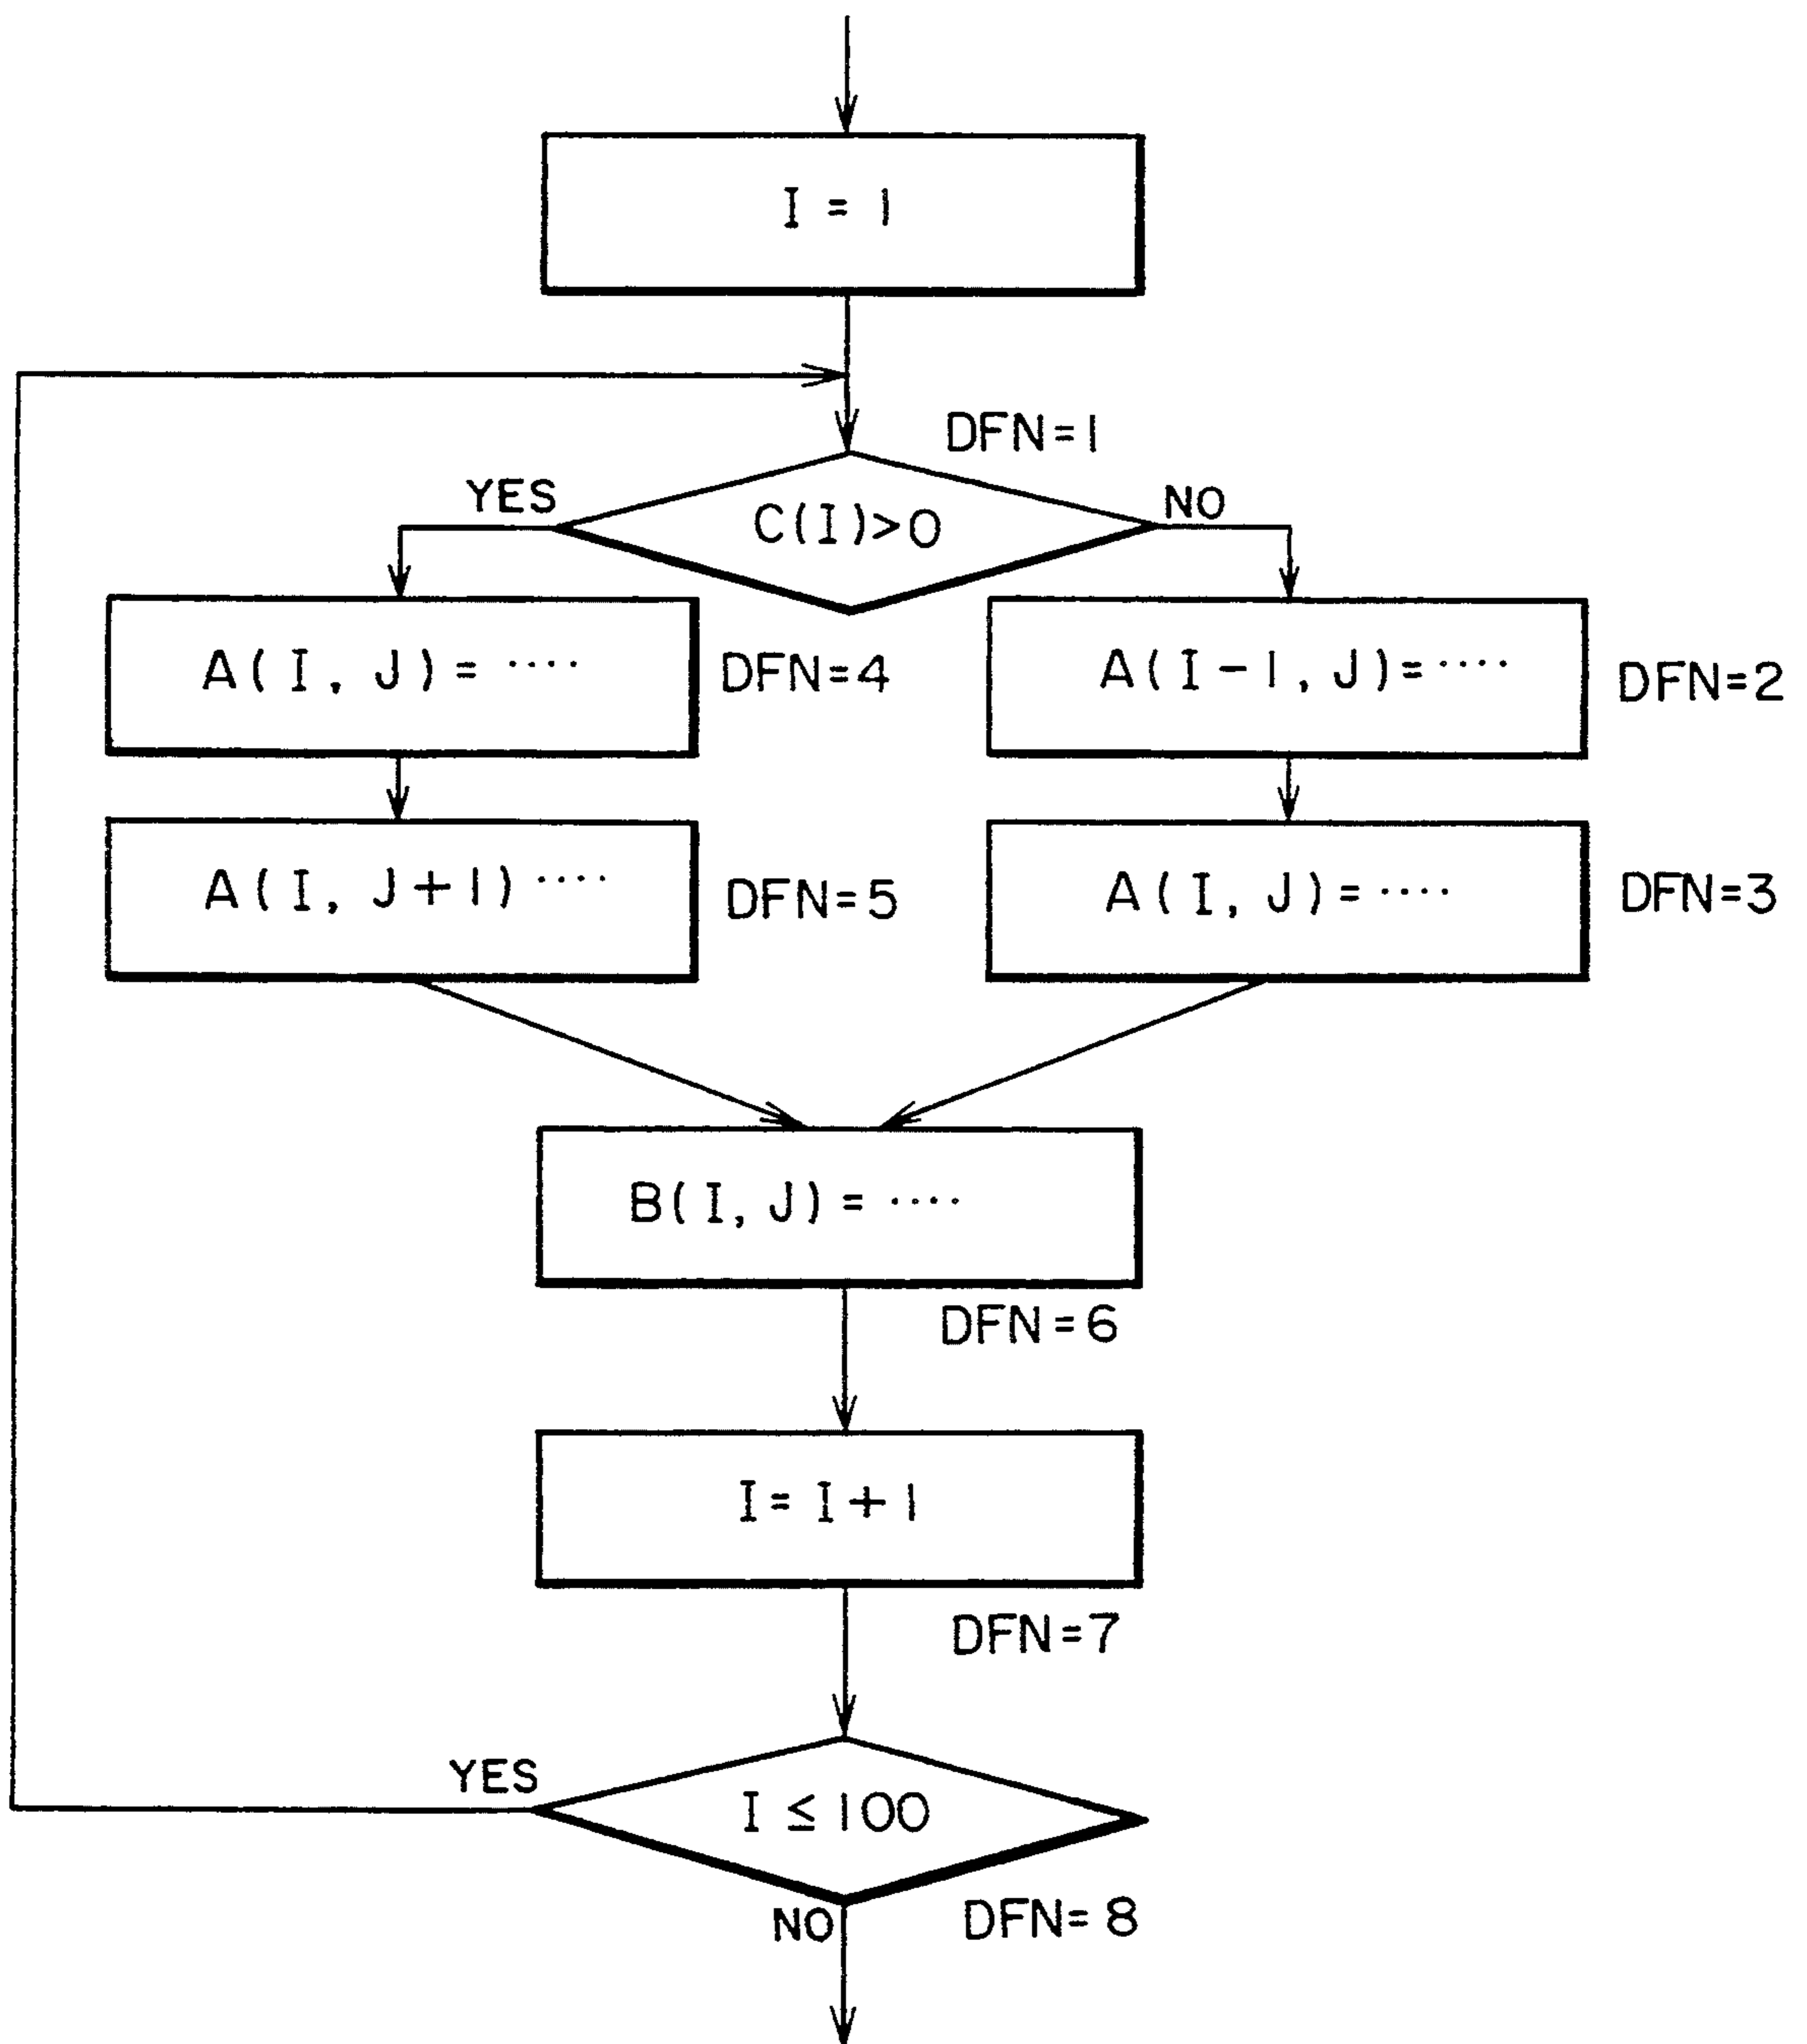 I = 1
DFN=1
YES
C(I)>0
NO
A(I, J)= ····
DFN=4
A(I-1, J)= ····
DFN=2
A(I, J+1) ····
DFN=5
A(I, J)= ····
DFN=3
B(I, J)= ····
DFN=6
I=I+1
DFN=7
YES
I ≤ 100
NO
DFN=8